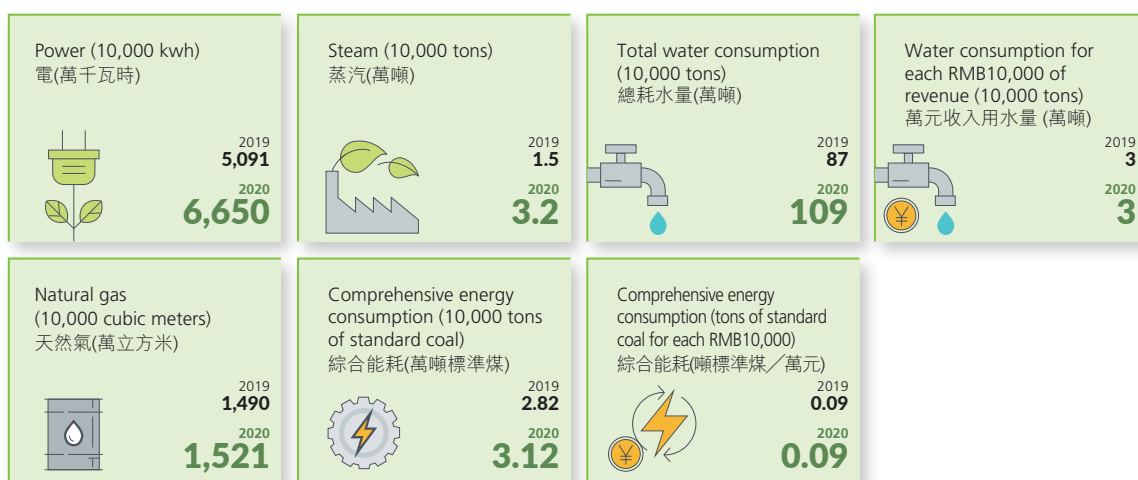 Power (10,000 kwh)
電(萬千瓦時)
2019
5,091
2020
6,650
Steam (10,000 tons)
蒸汽(萬噸)
2019
1.5
2020
3.2
Total water consumption
(10,000 tons)
總耗水量(萬噸)
2019
87
2020
109
Water consumption for
each RMB10,000 of
revenue (10,000 tons)
萬元收入用水量 (萬噸)
2019
3
2020
3
Natural gas
(10,000 cubic meters)
天然氣(萬立方米)
2019
1,490
2020
1,521
Comprehensive energy
consumption (10,000 tons
of standard coal)
綜合能耗(萬噸標準煤)
2019
2.82
2020
3.12
Comprehensive energy
consumption (tons of standard
coal for each RMB10,000)
綜合能耗(噸標準煤／萬元)
2019
0.09
2020
0.09